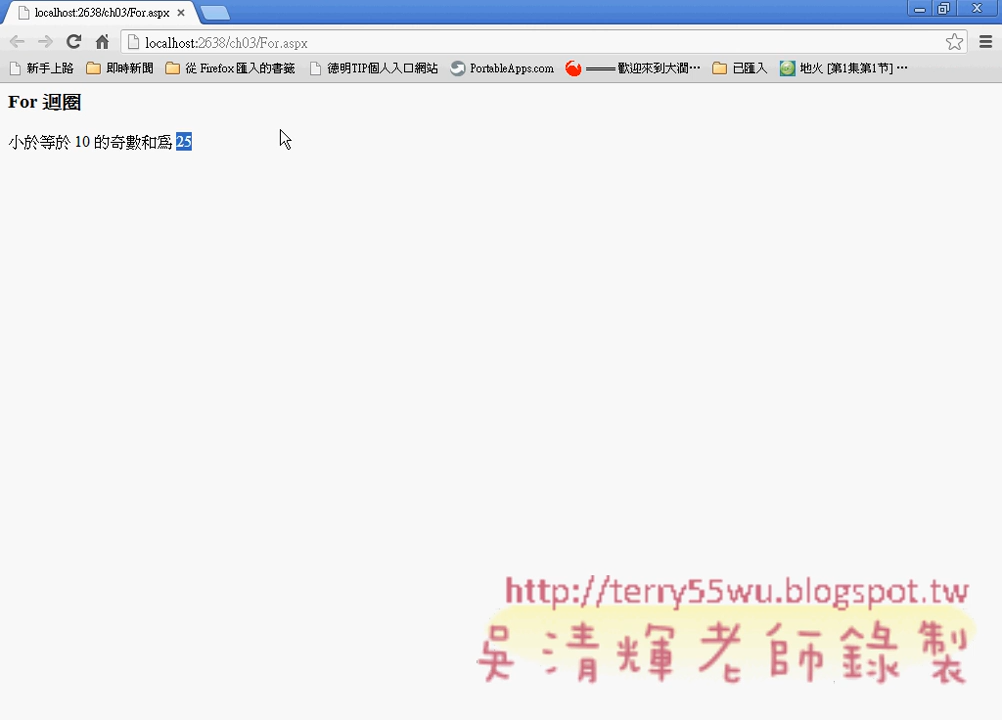 localhost:2638/ch03/For.aspx
localhost:2638/ch03/For.aspx
新手上路 即時新聞 從 Firefox 匯入的書籤 德明TIP個人入口網站 PortableApps.com ═══歡迎來到大潤… 已匯入 地火 [第1集第1节] …
For 迴圈
小於等於 10 的奇數和為 25
http://terry55wu.blogspot.tw
吳清輝老師錄製